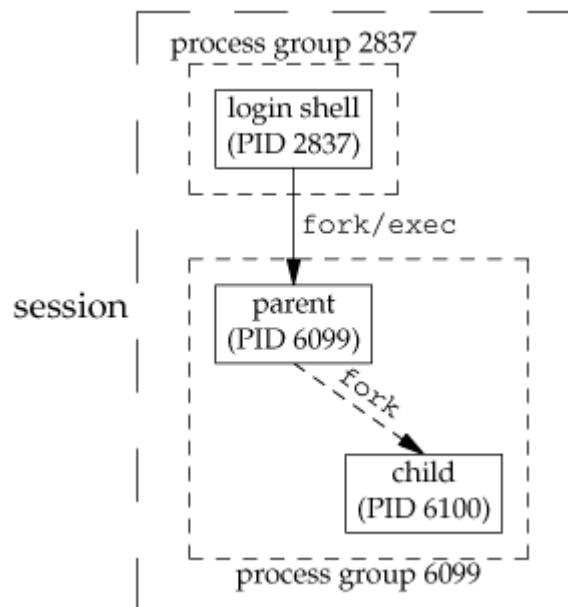 process group 2837
login shell
(PID 2837)
fork/exec
session
parent
(PID 6099)
fork
child
(PID 6100)
process group 6099